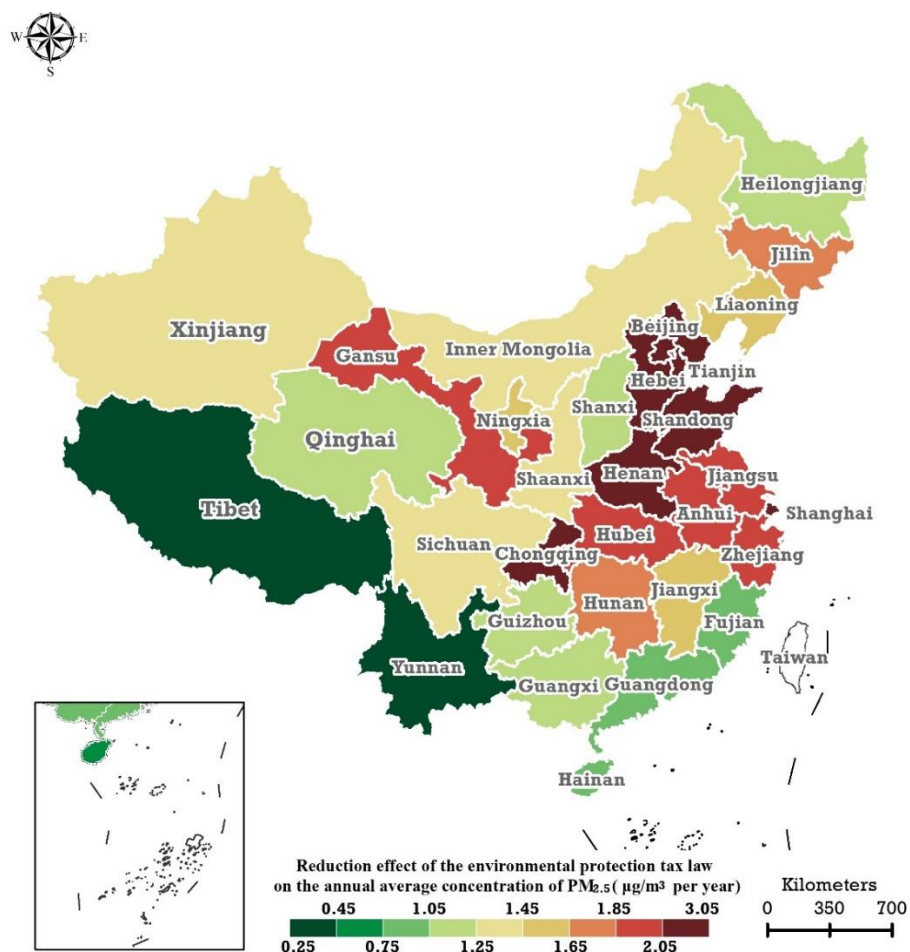 N
W E
S
Heilongjiang
Jilin
Liaoning
Xinjiang
Inner Mongolia
Beijing
Gansu
Tianjin
Hebei
Ningxia
Shanxi
Shandong
Qinghai
Shaanxi
Henan
Jiangsu
Tibet
Anhui
Shanghai
Sichuan
Chongqing
Hubei
Zhejiang
Jiangxi
Hunan
Guizhou
Fujian
Yunnan
Taiwan
Guangxi
Guangdong
Hainan
Reduction effect of the environmental protection tax law
on the annual average concentration of PM2.5 ( μg/m³ per year)
0.45 1.05 1.45 1.85 3.05
0.25 0.75 1.25 1.65 2.05
Kilometers
0 350 700